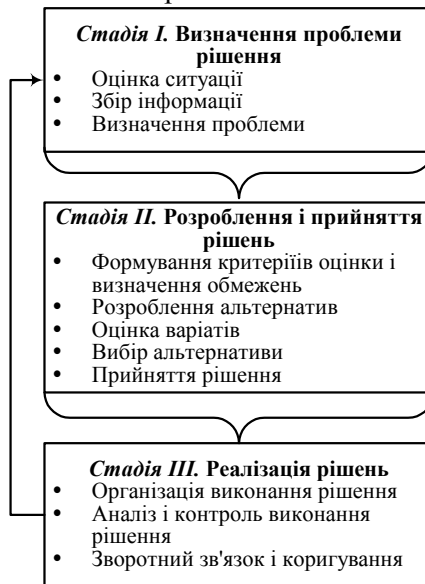 Стадія I. Визначення проблеми
рішення
• Оцінка ситуації
• Збір інформації
• Визначення проблеми
Стадія II. Розроблення і прийняття
рішень
• Формування критеріїв оцінки і
визначення обмежень
• Розроблення альтернатив
• Оцінка варіатів
• Вибір альтернативи
• Прийняття рішення
Стадія III. Реалізація рішень
• Організація виконання рішення
• Аналіз і контроль виконання
рішення
• Зворотний зв'язок і коригування